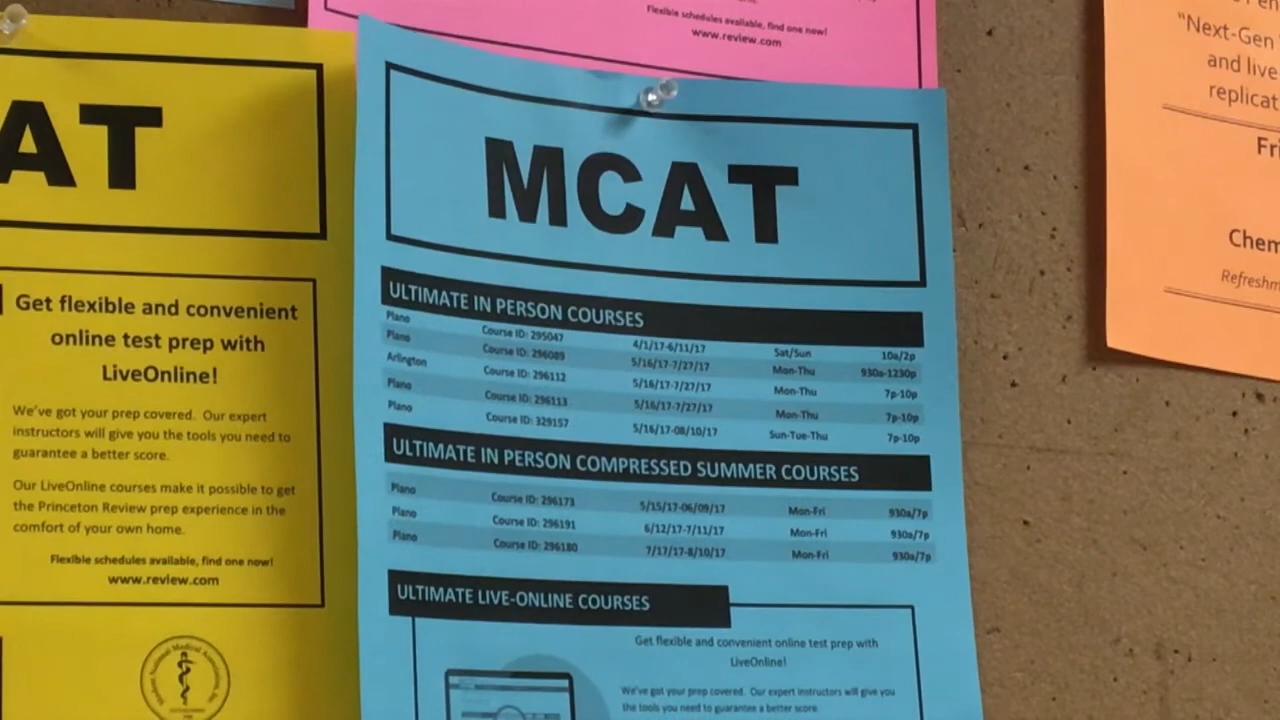 Flexible schedules available, find one now!
www.review.com
AT
Get flexible and convenient
online test prep with
LiveOnline!
We've got your prep covered. Our expert
instructors will give you the tools you need to
guarantee a better score.
Our LiveOnline courses make it possible to get
the Princeton Review prep experience in the
comfort of your own home.
Flexible schedules available, find one now!
www.review.com
MCAT
ULTIMATE IN PERSON COURSES
Plano Course ID: 295047 4/1/17-6/11/17 Sat/Sun 10a/2p
Plano Course ID: 296089 5/16/17-7/27/17 Mon-Thu 930a-1230p
Arlington Course ID: 296112 5/16/17-7/27/17 Mon-Thu 7p-10p
Plano Course ID: 296113 5/16/17-7/27/17 Mon-Thu 7p-10p
Plano Course ID: 329157 5/16/17-08/10/17 Sun-Tue-Thu 7p-10p
ULTIMATE IN PERSON COMPRESSED SUMMER COURSES
Plano Course ID: 296173 5/15/17-06/09/17 Mon-Fri 930a/7p
Plano Course ID: 296191 6/12/17-7/11/17 Mon-Fri 930a/7p
Plano Course ID: 296180 7/17/17-8/10/17 Mon-Fri 930a/7p
ULTIMATE LIVE-ONLINE COURSES
Get flexible and convenient online test prep with
LiveOnline!
We've got your prep covered. Our expert instructors will give you
the tools you need to guarantee a better score.
"Next-Gen
and live
replicat
Fri
Chem
Refreshm